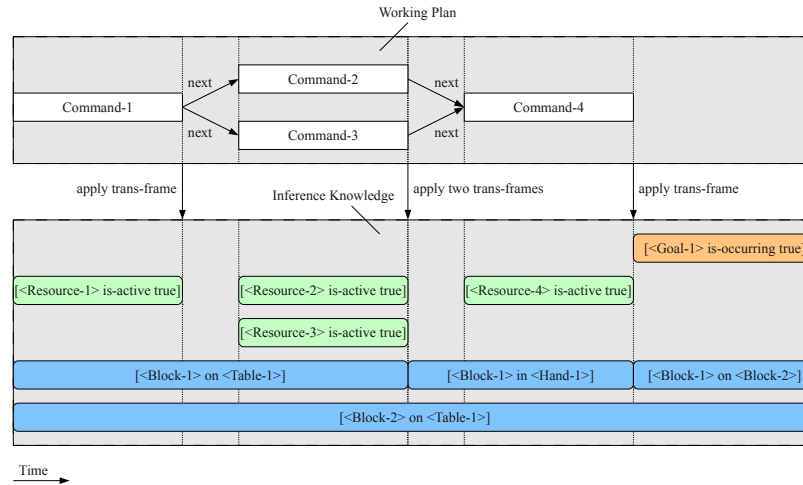 Working Plan
next
Command-2
next
Command-1
Command-4
next
Command-3
next
apply trans-frame
apply two trans-frames
apply trans-frame
Inference Knowledge
[<Goal-1> is-occurring true]
[<Resource-1> is-active true]
[<Resource-2> is-active true]
[<Resource-4> is-active true]
[<Resource-3> is-active true]
[<Block-1> on <Table-1>]
[<Block-1> in <Hand-1>]
[<Block-1> on <Block-2>]
[<Block-2> on <Table-1>]
Time